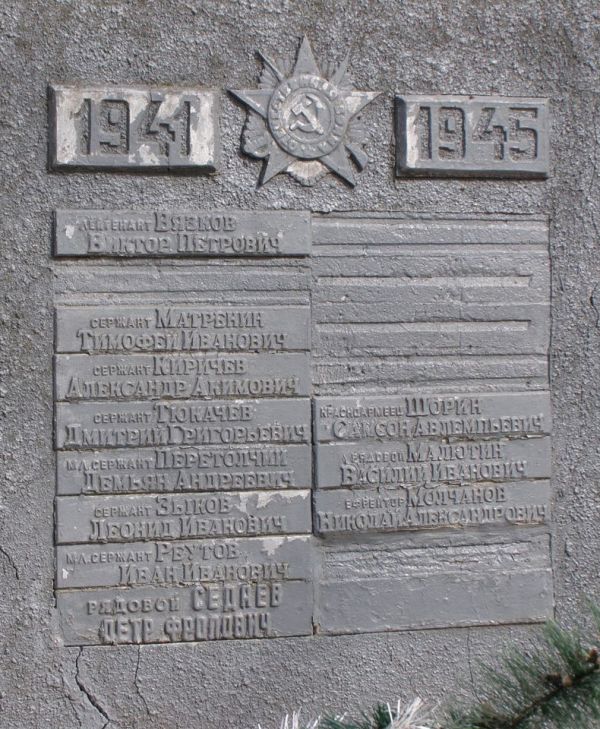 1941
1945
ЛЕЙТЕНАНТ ВЯЗКОВ
ВИКТОР ПЕТРОВИЧ
СЕРЖАНТ МАТРЕНИН
ТИМОФЕЙ ИВАНОВИЧ
СЕРЖАНТ КИРИЧЕВ
АЛЕКСАНДР АКИМОВИЧ
СЕРЖАНТ ТЮКАЧЕВ
ДМИТРИЙ ГРИГОРЬЕВИЧ
МЛ. СЕРЖАНТ ПЕРЕТОЛЧИЙ
ДЕМЬЯН АНДРЕЕВИЧ
СЕРЖАНТ ЗЫКОВ
ЛЕОНИД ИВАНОВИЧ
МЛ. СЕРЖАНТ РЕУТОВ
ИВАН ИВАНОВИЧ
РЯДОВОЙ СЕДНЕВ
ПЕТР ФРОЛОВИЧ
КРАСНОАРМЕЕЦ ШОРИН
САМСОН АВЛЕМПЬЕВИЧ
РЯДОВОЙ МАЛЮТИН
ВАСИЛИЙ ИВАНОВИЧ
ЕФРЕЙТОР МОЛЧАНОВ
НИКОЛАЙ АЛЕКСАНДРОВИЧ